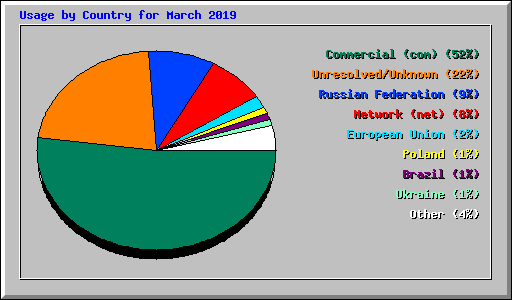 Usage by Country for March 2019
Commercial (com) (52%)
Unresolved/Unknown (22%)
Russian Federation (9%)
Network (net) (8%)
European Union (2%)
Poland (1%)
Brazil (1%)
Ukraine (1%)
Other (4%)